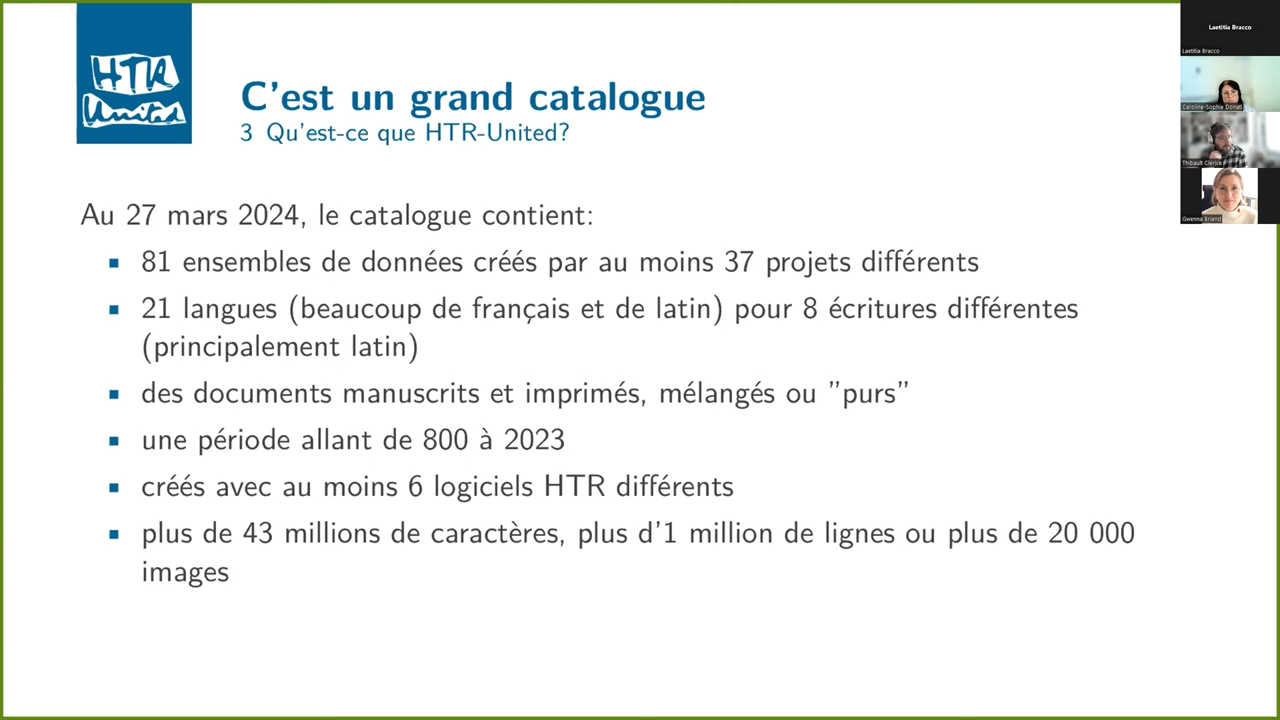 HTR
United
C'est un grand catalogue
3 Qu'est-ce que HTR-United?
Au 27 mars 2024, le catalogue contient:
81 ensembles de données créés par au moins 37 projets différents
21 langues (beaucoup de français et de latin) pour 8 écritures différentes
(principalement latin)
des documents manuscrits et imprimés, mélangés ou ”purs”
une période allant de 800 à 2023
créés avec au moins 6 logiciels HTR différents
plus de 43 millions de caractères, plus d'1 million de lignes ou plus de 20 000
images
Laetitia Bracco
Laetitia Bracco
Caroline-Sophie Donati
Thibault Clérice
Gwenna Briand